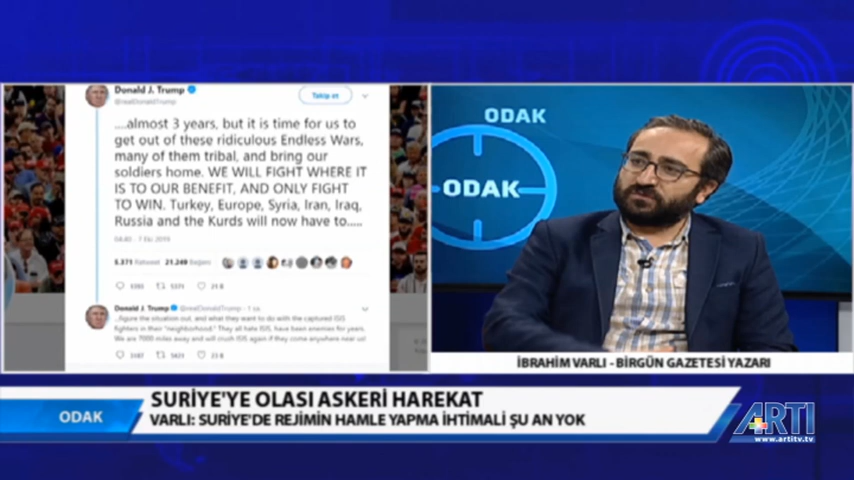 Donald J. Trump
@realDonaldTrump
Takip et
....almost 3 years, but it is time for us to
get out of these ridiculous Endless Wars,
many of them tribal, and bring our
soldiers home. WE WILL FIGHT WHERE IT
IS TO OUR BENEFIT, AND ONLY FIGHT
TO WIN. Turkey, Europe, Syria, Iran, Iraq,
Russia and the Kurds will now have to.....
04:40 - 7 Eki 2019
5.371 Retweet 21.249 Beğeni
Donald J. Trump @realDonaldTrump
...figure the situation out, and what they want to do with the captured ISIS
fighters in their "neighborhood." They all hate ISIS, have been enemies for years.
We are 7000 miles away and will crush ISIS again if they come anywhere near us!
ODAK
ODAK
İBRAHİM VARLI - BİRGÜN GAZETESİ YAZARI
SURİYE'YE OLASI ASKERİ HAREKAT
ODAK
VARLI: SURİYE'DE REJİMİN HAMLE YAPMA İHTİMALİ ŞU AN YOK
ARTI
www.artitv.tv